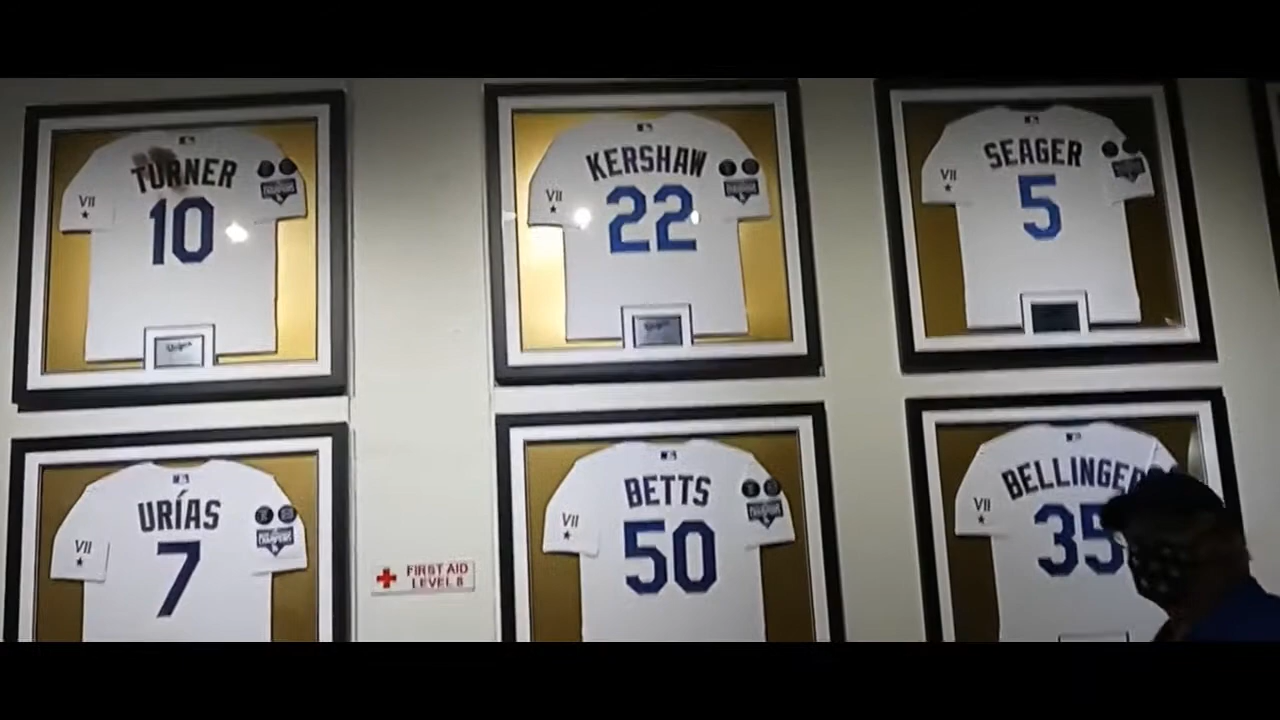 TURNER
10
VII
KERSHAW
22
VII
SEAGER
5
VII
URÍAS
7
VII
BETTS
50
VII
BELLINGER
35
VII
FIRST AID
LEVEL 8